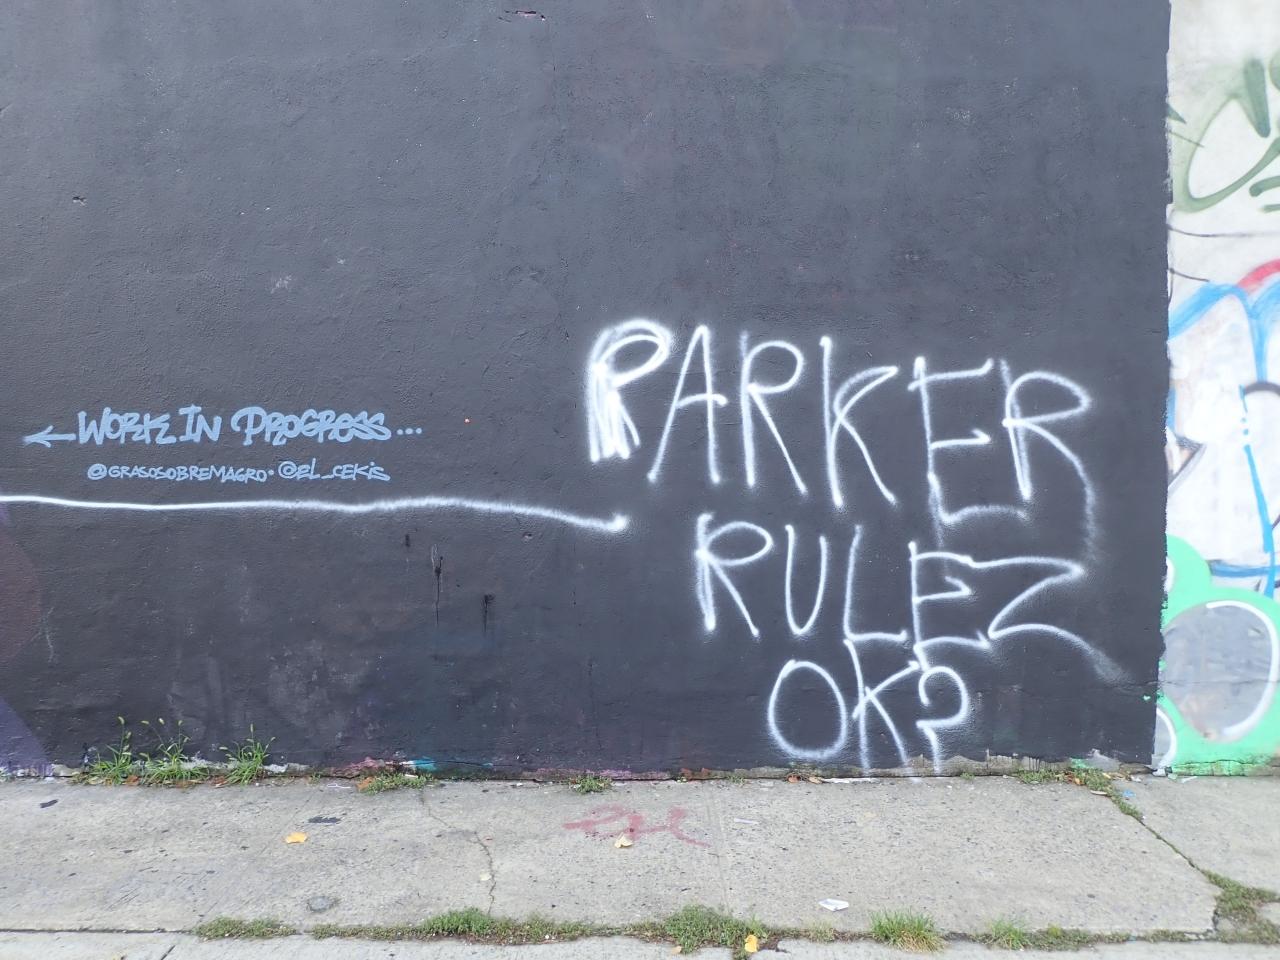 WORK IN PROGRESS...
@GRASOSOBREMAGRO · @EL_CEKIS
PARKER
RULEZ
OK?